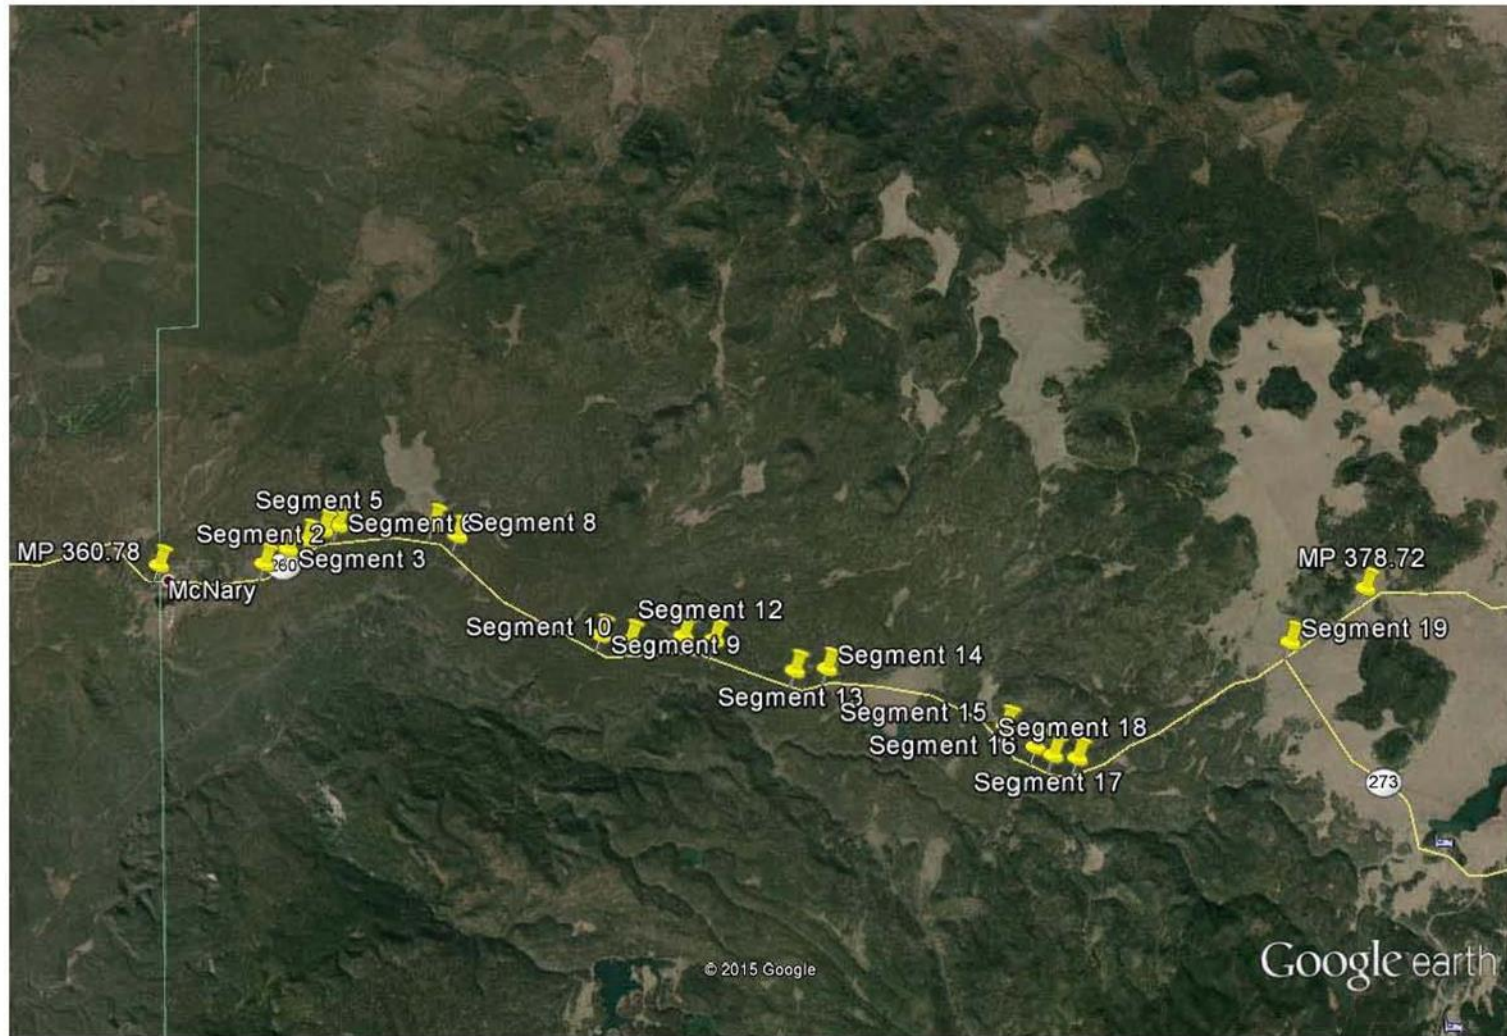 Segment 5
Segment 6
Segment 8
Segment 2
MP 360.78
Segment 3
260
McNary
MP 378.72
Segment 12
Segment 10
Segment 9
Segment 19
Segment 14
Segment 13
Segment 15
Segment 18
Segment 16
Segment 17
273
© 2015 Google
Google earth